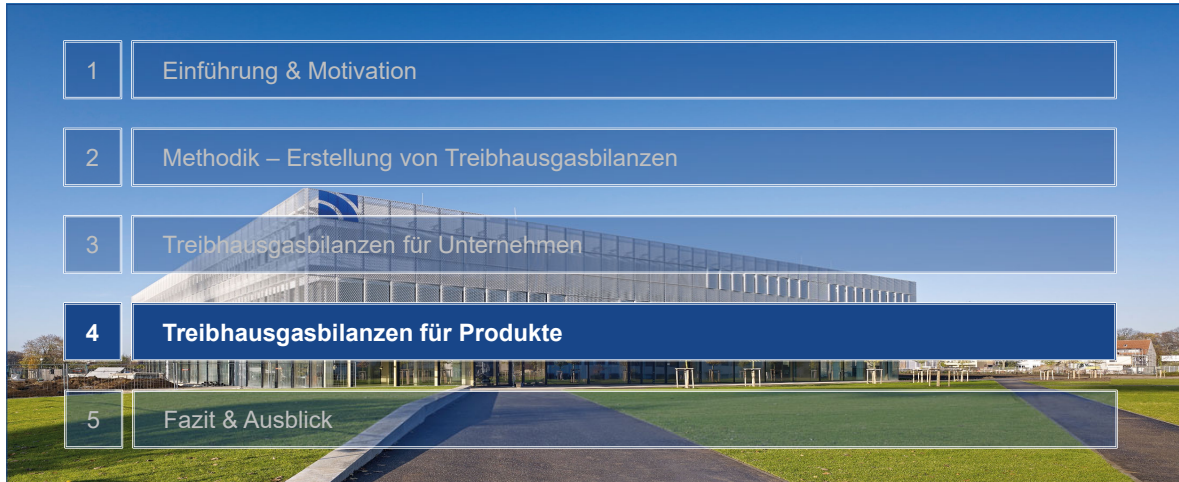 1 Einführung & Motivation
2 Methodik – Erstellung von Treibhausgasbilanzen
3 Treibhausgasbilanzen für Unternehmen
4 Treibhausgasbilanzen für Produkte
5 Fazit & Ausblick